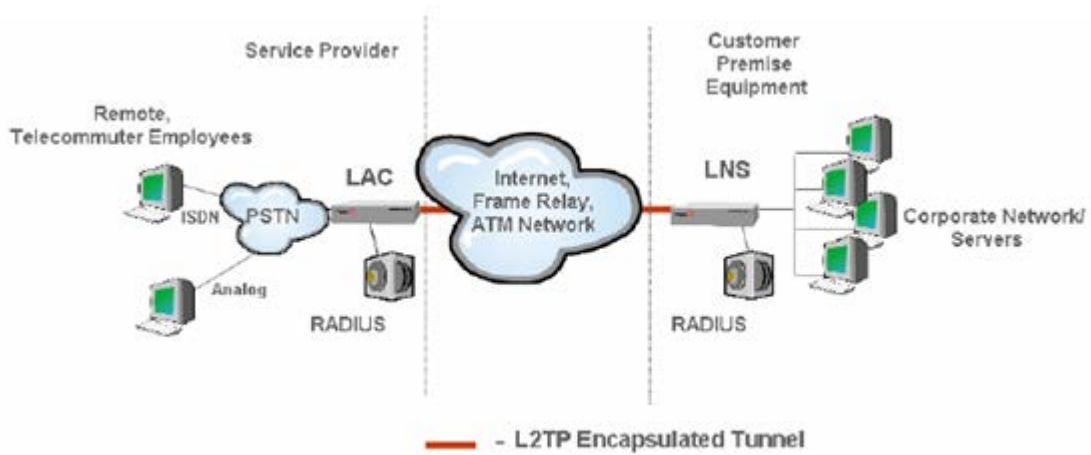 Service Provider
Customer
Premise
Equipment
Remote,
Telecommuter Employees
LAC
Internet,
Frame Relay,
ATM Network
LNS
ISDN
PSTN
Corporate Network/
Servers
Analog
RADIUS
RADIUS
- L2TP Encapsulated Tunnel